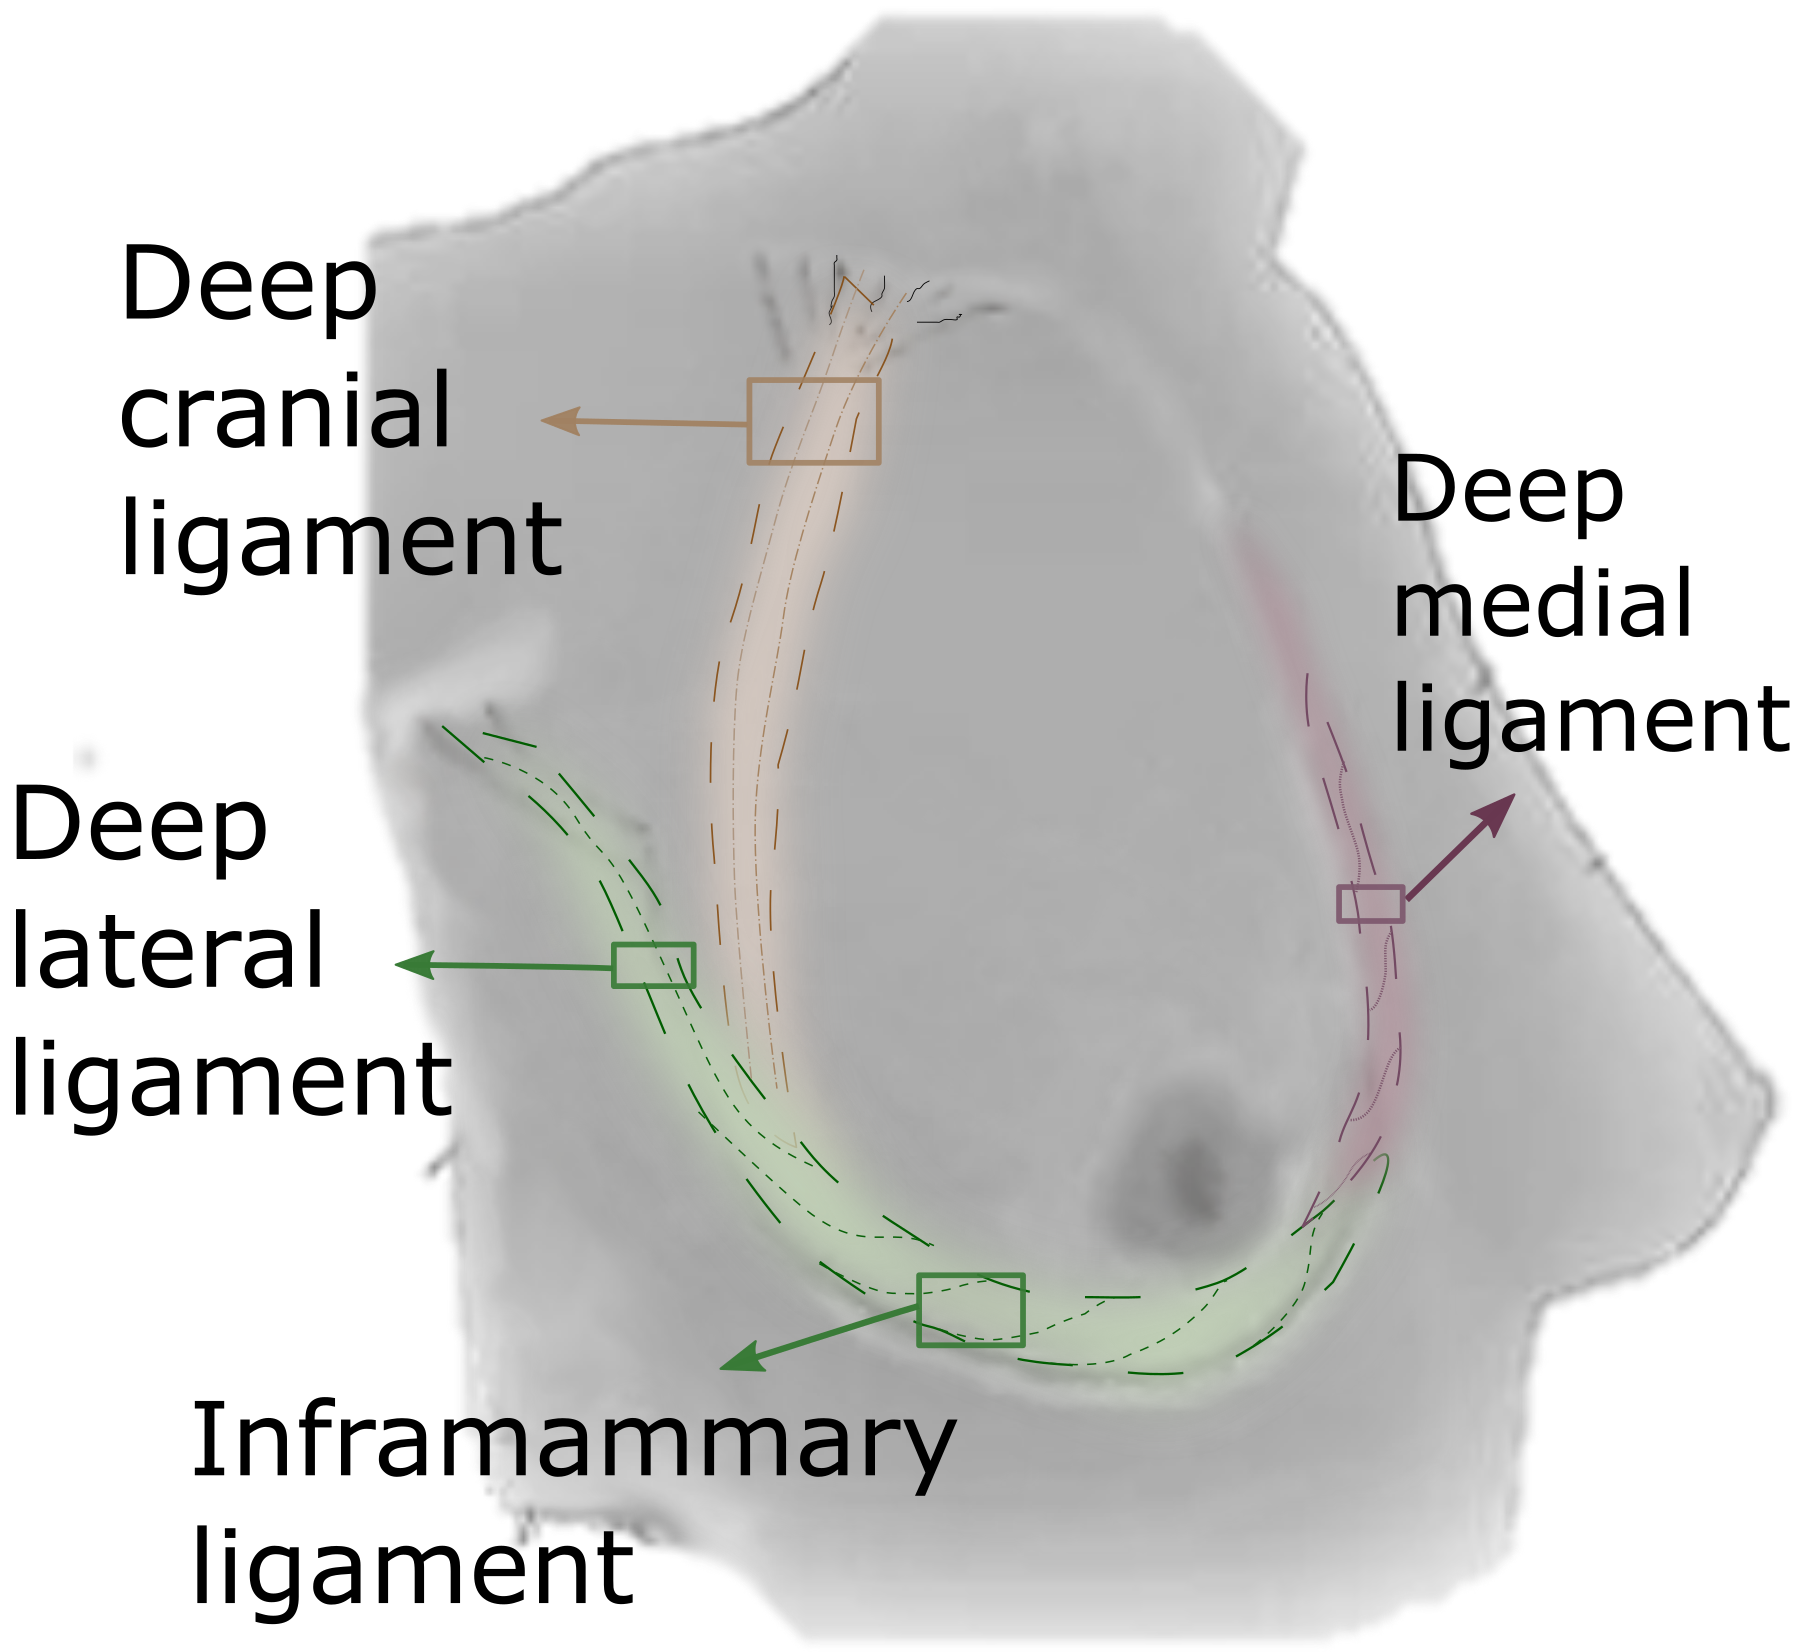 Deep
cranial
ligament
Deep
medial
ligament
Deep
lateral
ligament
Inframammary
ligament